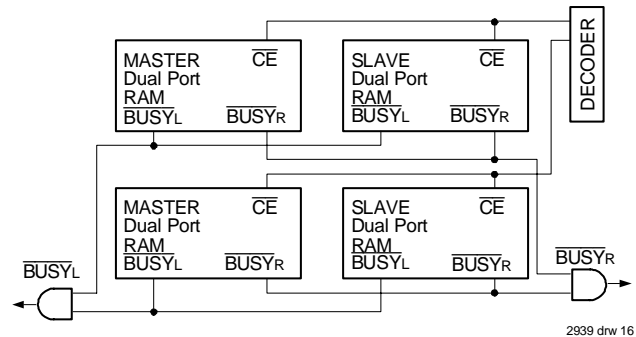 MASTER
Dual Port
RAM
BUSYL
CE
BUSYR
SLAVE
Dual Port
RAM
BUSYL
CE
BUSYR
DECODER
MASTER
Dual Port
RAM
BUSYL
CE
BUSYR
SLAVE
Dual Port
RAM
BUSYL
CE
BUSYR
BUSYL
BUSYR
2939 drw 16